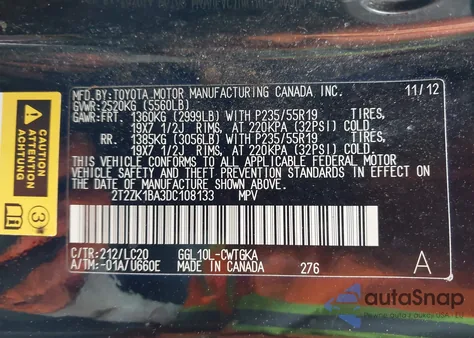 MFD.BY:TOYOTA MOTOR MANUFACTURING CANADA INC. 11/12
GVWR:2520KG (5560LB)
GAWR:FRT. 1360KG (2999LB) WITH P235/55R19 TIRES,
19X7 1/2J RIMS, AT 220KPA (32PSI) COLD.
RR. 1385KG (3056LB) WITH P235/55R19 TIRES,
19X7 1/2J RIMS, AT 220KPA (32PSI) COLD.
THIS VEHICLE CONFORMS TO ALL APPLICABLE FEDERAL MOTOR
VEHICLE SAFETY AND THEFT PREVENTION STANDARDS IN EFFECT
ON THE DATE OF MANUFACTURE SHOWN ABOVE.
2T2ZK1BA3DC108133 MPV
C/TR:212/LC20 GGL10L-CWTGKA
A/TM:-01A/U660E MADE IN CANADA 276 A
ATTENTION
CAUTION
ACHTUNG
3
autoSnap